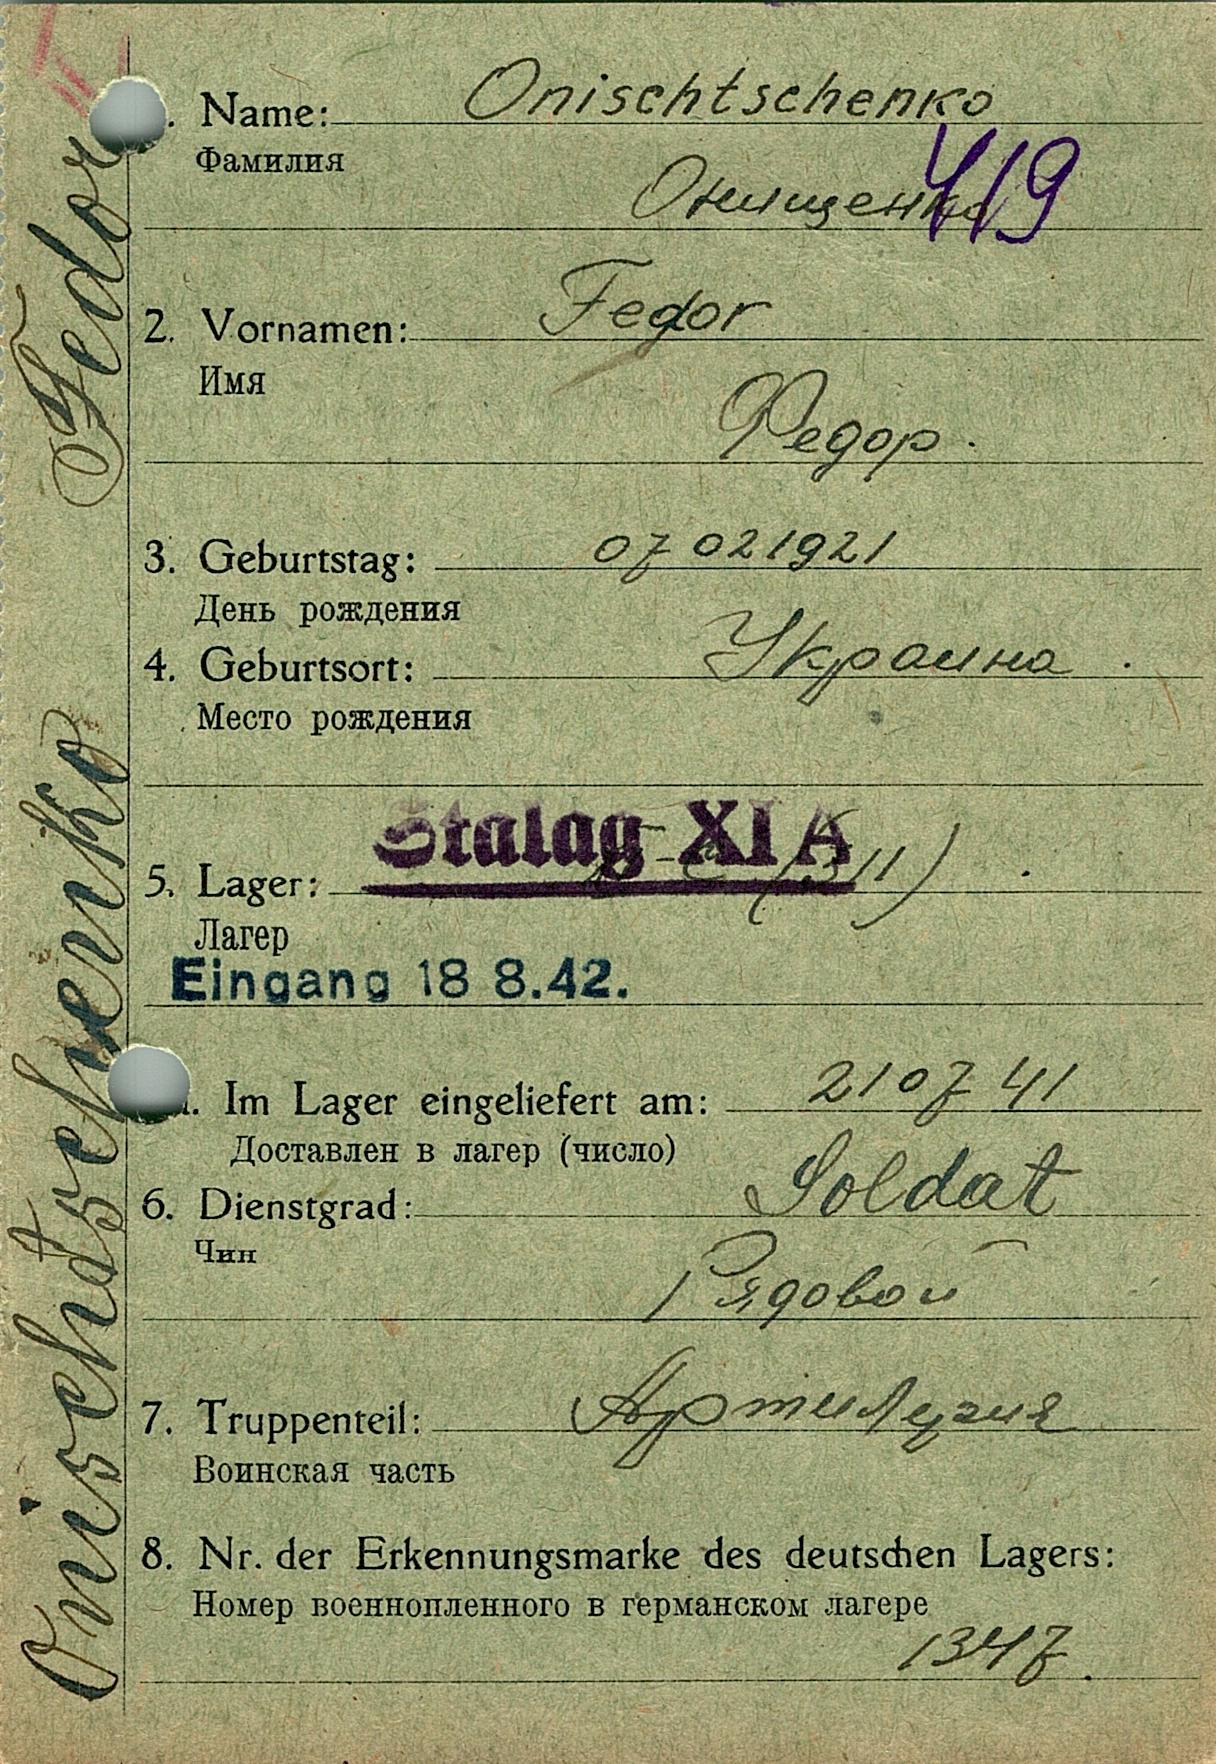 . Name: Onischtschenko
Фамилия
Онищенко 419
2. Vornamen: Fedor
Имя
Федор.
3. Geburtstag: 07 02 1921
День рождения
4. Geburtsort: Украина.
Место рождения
Stalag XI A
5. Lager: (311)
Лагер
Eingang 18 8.42.
a. Im Lager eingeliefert am: 21 07 41
Доставлен в лагер (число)
6. Dienstgrad: Soldat
Чин
Рядовой
7. Truppenteil: Артилерия
Воинская часть
8. Nr. der Erkennungsmarke des deutschen Lagers:
Номер военнопленного в германском лагере
1347.
Onischtschenko Fedor